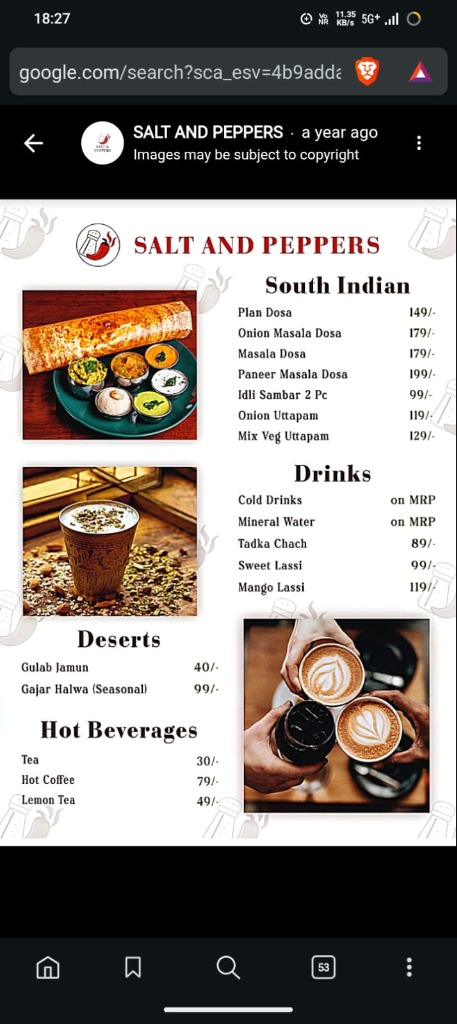 18:27
Vo NR
11.35 KB/s
5G+
google.com/search?sca_esv=4b9adda
SALT AND PEPPERS · a year ago
Images may be subject to copyright
SALT AND PEPPERS
South Indian
Plan Dosa 149/-
Onion Masala Dosa 179/-
Masala Dosa 179/-
Paneer Masala Dosa 199/-
Idli Sambar 2 Pc 99/-
Onion Uttapam 119/-
Mix Veg Uttapam 129/-
Drinks
Cold Drinks on MRP
Mineral Water on MRP
Tadka Chach 89/-
Sweet Lassi 99/-
Mango Lassi 119/-
Deserts
Gulab Jamun 40/-
Gajar Halwa (Seasonal) 99/-
Hot Beverages
Tea 30/-
Hot Coffee 79/-
Lemon Tea 49/-
53